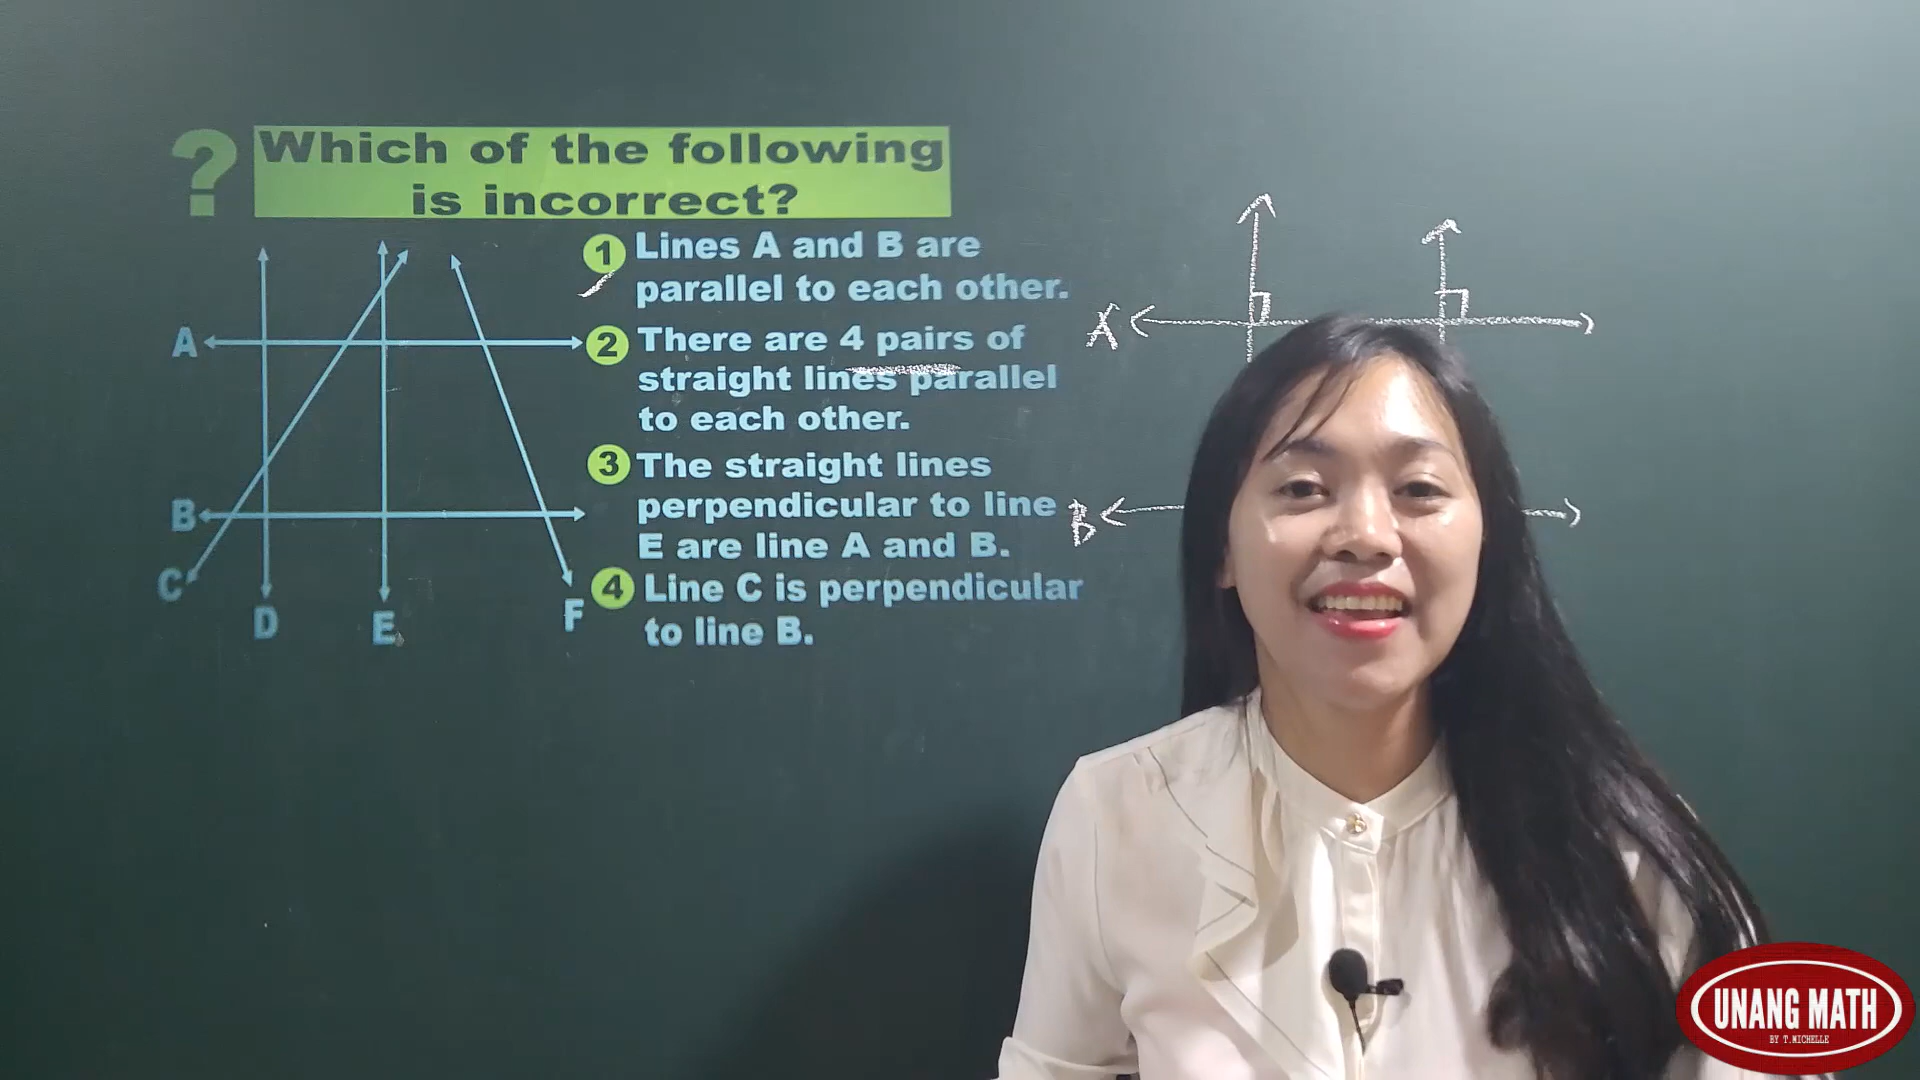 ? Which of the following
is incorrect?
1 Lines A and B are
parallel to each other.
2 There are 4 pairs of
straight lines parallel
to each other.
3 The straight lines
perpendicular to line
E are line A and B.
4 Line C is perpendicular
to line B.
A
B
C
D
E
F
A
B
UNANG MATH
BY T.MICHELLE